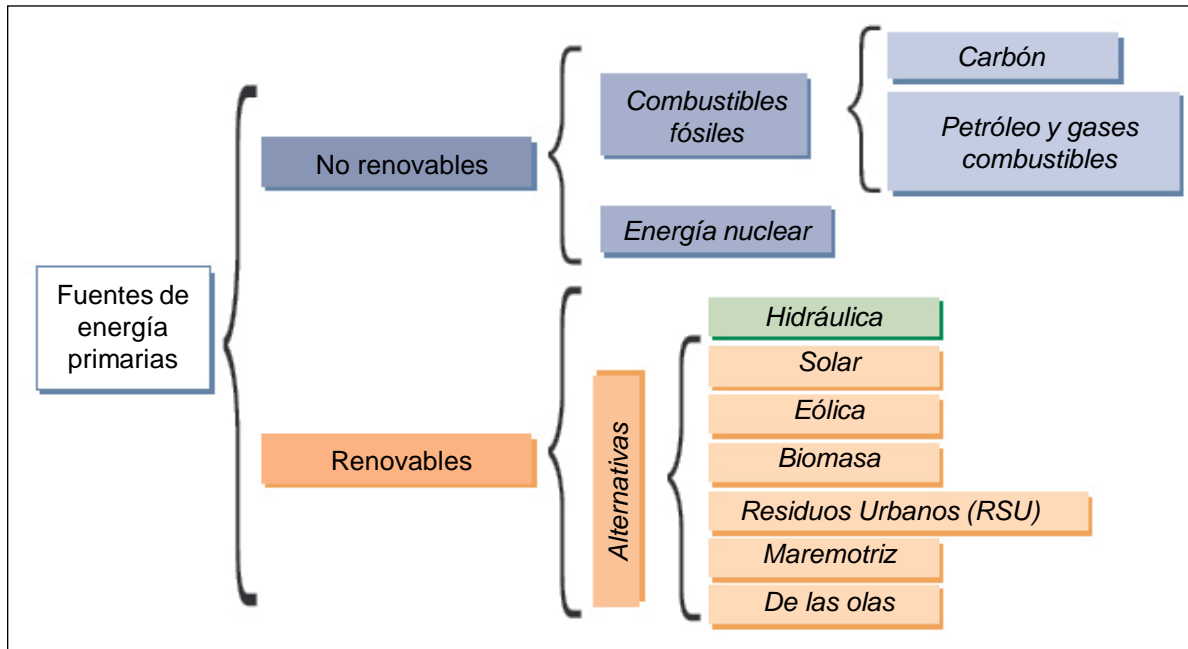 Fuentes de
energía
primarias
No renovables
Combustibles
fósiles
Carbón
Petróleo y gases
combustibles
Energía nuclear
Renovables
Alternativas
Hidráulica
Solar
Eólica
Biomasa
Residuos Urbanos (RSU)
Maremotriz
De las olas